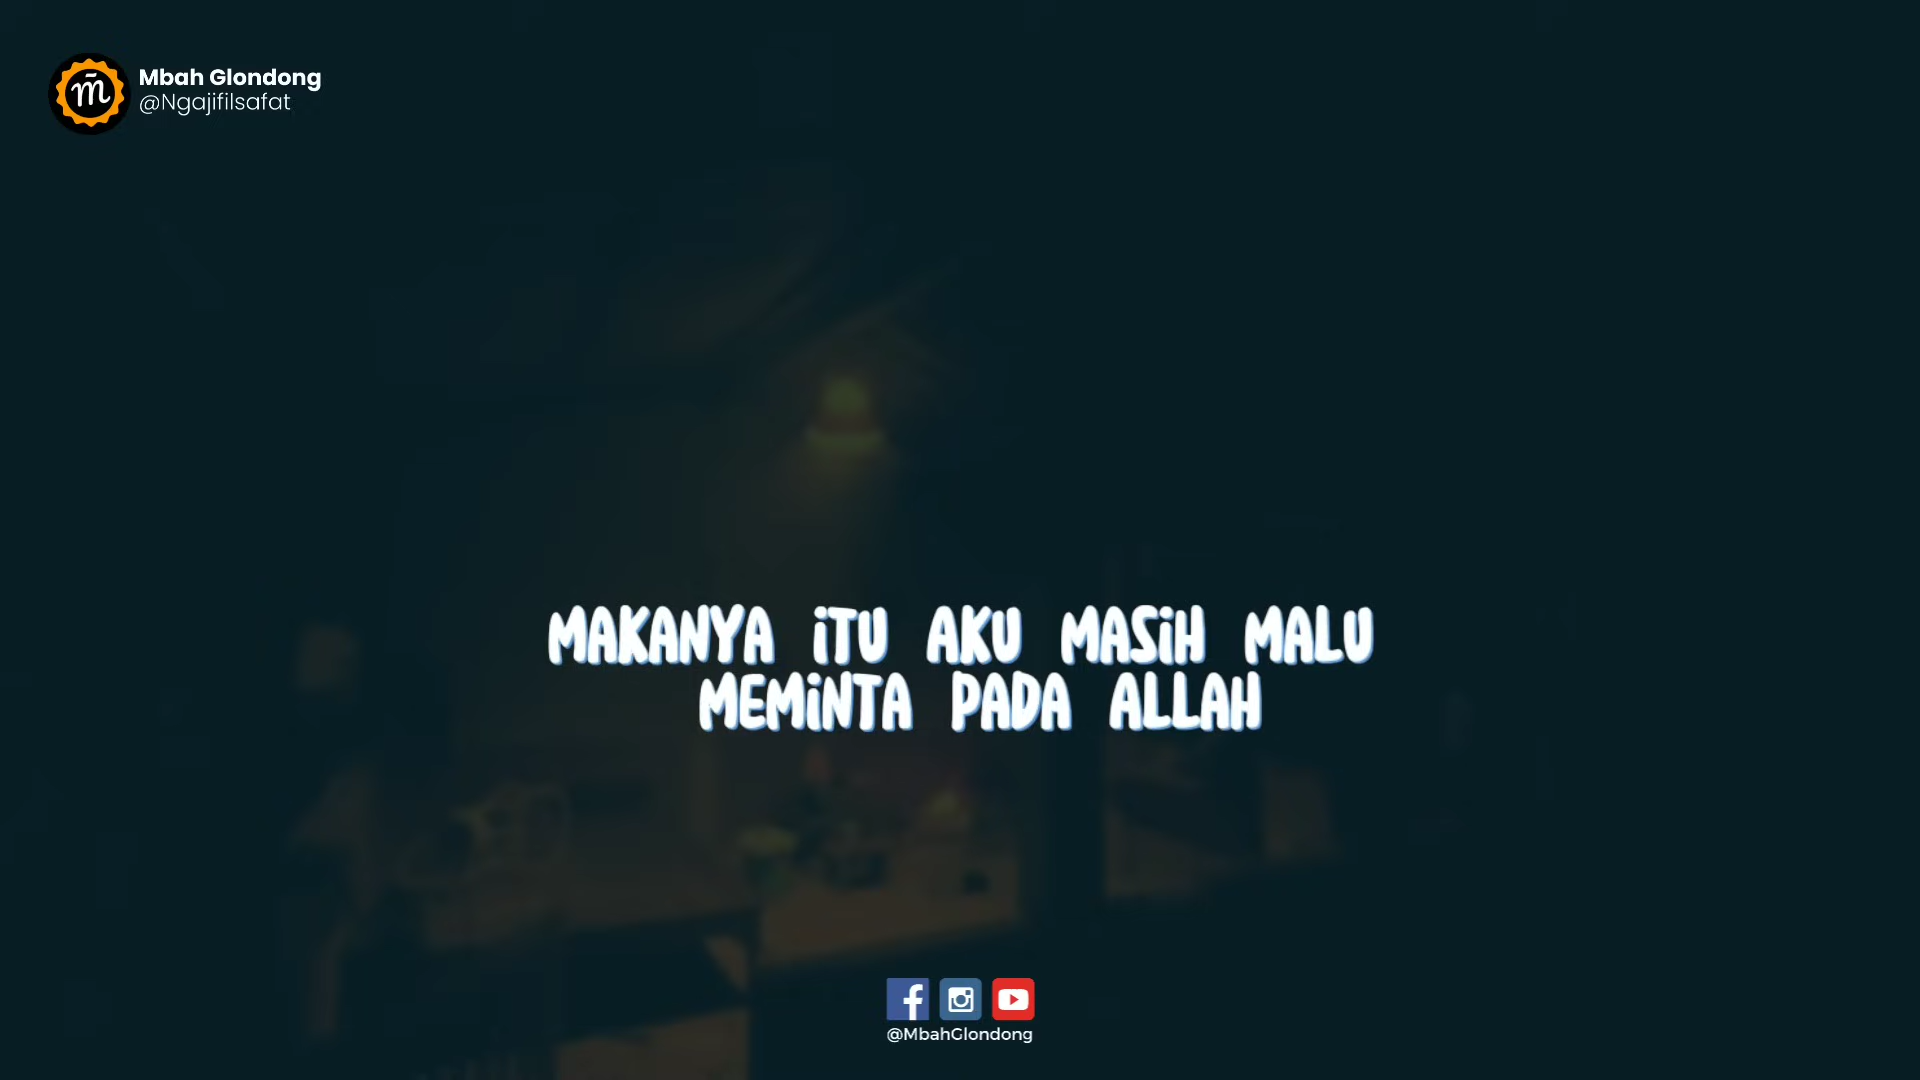 Mbah Glondong
@Ngajifilsafat
MAKANYA iTU AKU MASiH MALU
MEMiNTA PADA ALLAH
@MbahGlondong